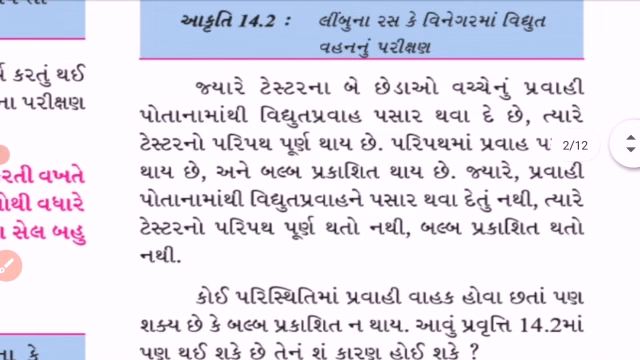 આકૃતિ 14.2 : લીંબુના રસ કે વિનેગરમાં વિદ્યુત
વહનનું પરીક્ષણ
ર્ષ કરતું થઈ
ના પરીક્ષણ
રતી વખતે
ોથી વધારે
સેલ બહુ
જ્યારે ટેસ્ટરના બે છેડાઓ વચ્ચેનું પ્રવાહી
પોતાનામાંથી વિદ્યુતપ્રવાહ પસાર થવા દે છે, ત્યારે
ટેસ્ટરનો પરિપથ પૂર્ણ થાય છે. પરિપથમાં પ્રવાહ પ
થાય છે, અને બલ્બ પ્રકાશિત થાય છે. જ્યારે, પ્રવાહી
પોતાનામાંથી વિદ્યુતપ્રવાહને પસાર થવા દેતું નથી, ત્યારે
ટેસ્ટરનો પરિપથ પૂર્ણ થતો નથી, બલ્બ પ્રકાશિત થતો
નથી.
કોઈ પરિસ્થિતિમાં પ્રવાહી વાહક હોવા છતાં પણ
શક્ય છે કે બલ્બ પ્રકાશિત ન થાય. આવું પ્રવૃત્તિ 14.2માં
પણ થઈ શકે છે તેનું શું કારણ હોઈ શકે ?
2/12